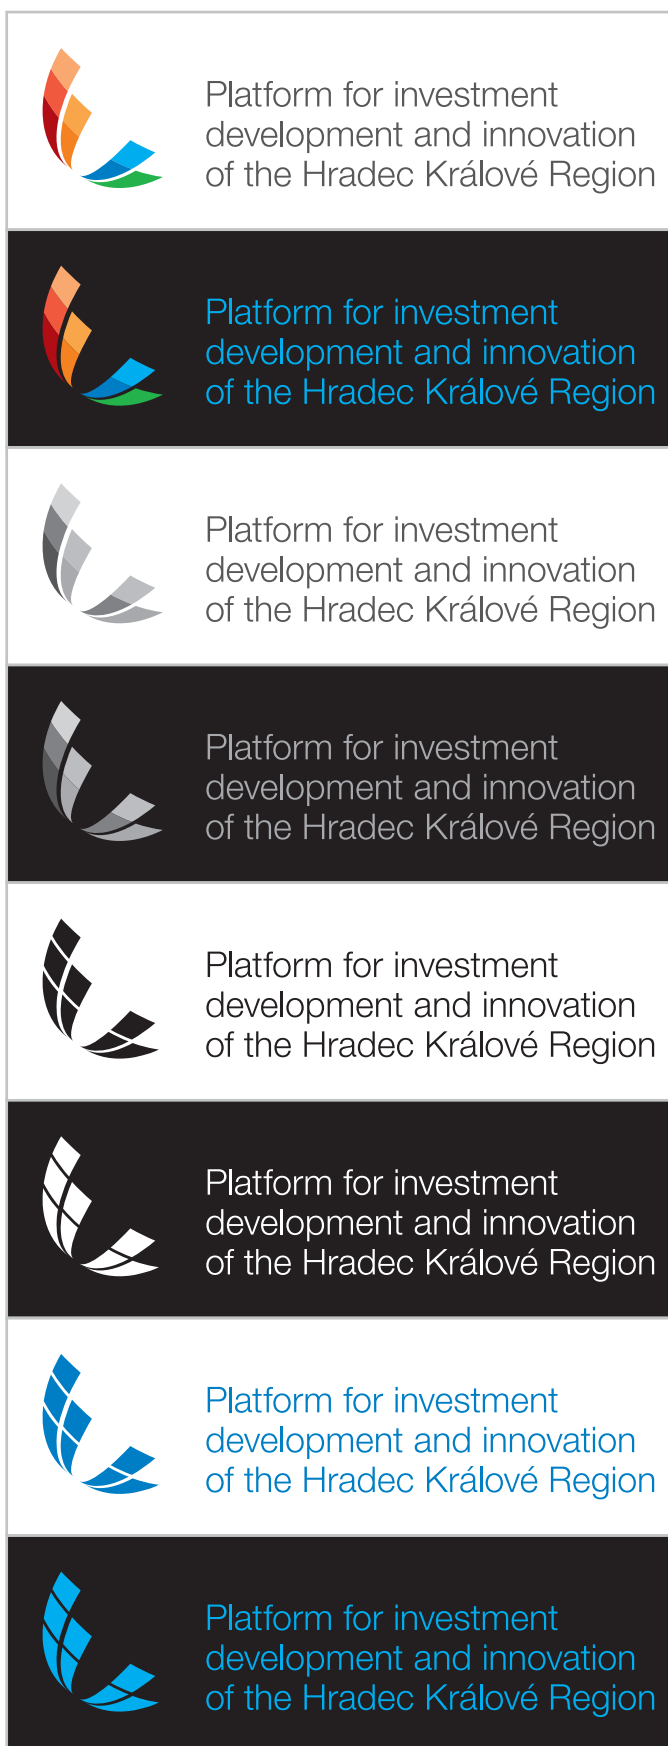 Platform for investment
development and innovation
of the Hradec Králové Region
Platform for investment
development and innovation
of the Hradec Králové Region
Platform for investment
development and innovation
of the Hradec Králové Region
Platform for investment
development and innovation
of the Hradec Králové Region
Platform for investment
development and innovation
of the Hradec Králové Region
Platform for investment
development and innovation
of the Hradec Králové Region
Platform for investment
development and innovation
of the Hradec Králové Region
Platform for investment
development and innovation
of the Hradec Králové Region